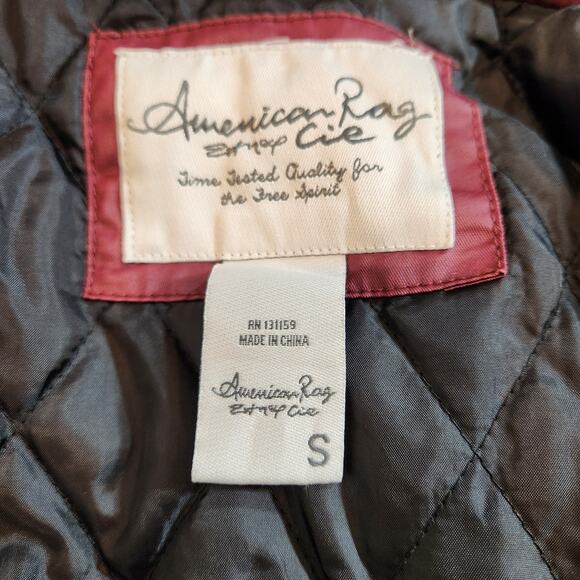 American Rag
Cie
Time Tested Quality for
the Free Spirit
RN 131159
MADE IN CHINA
American Rag
Cie
S